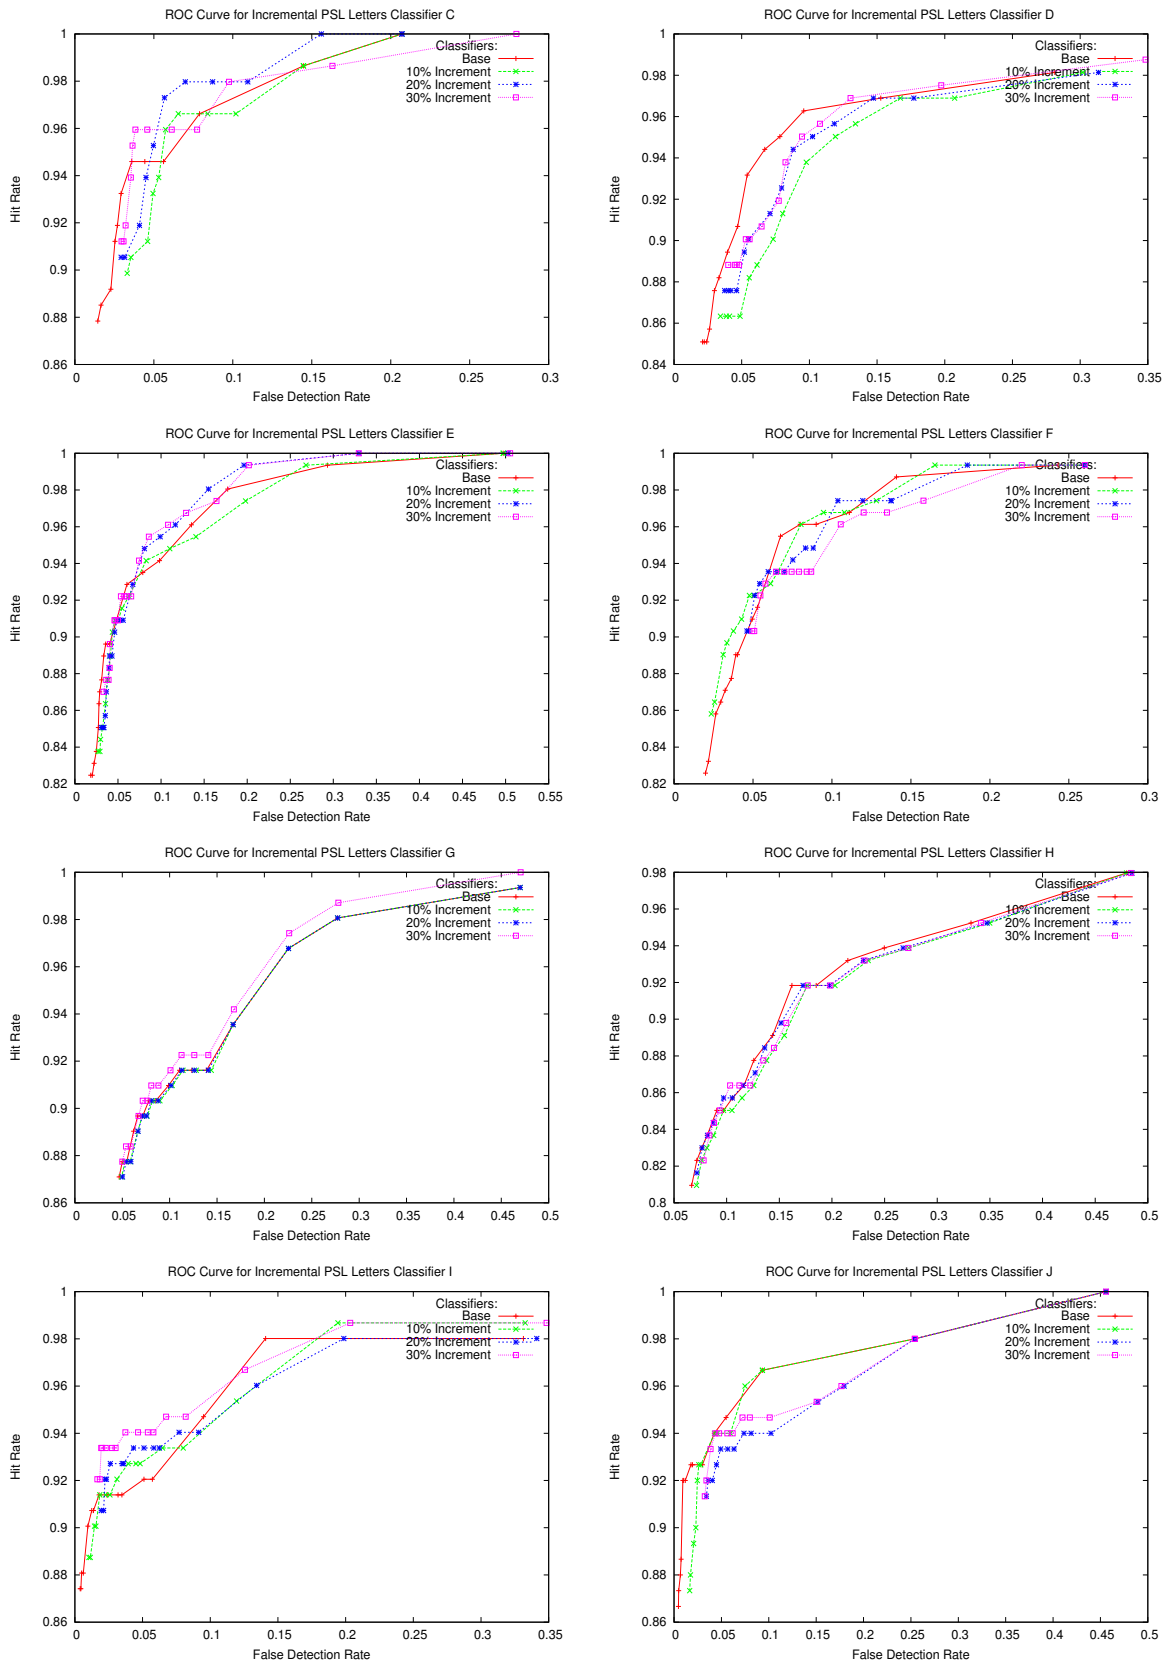 ROC Curve for Incremental PSL Letters Classifier C
Hit Rate
1
0.98
0.96
0.94
0.92
0.9
0.88
0.86
Classifiers:
Base
10% Increment
20% Increment
30% Increment
0 0.05 0.1 0.15 0.2 0.25 0.3
False Detection Rate
ROC Curve for Incremental PSL Letters Classifier D
Hit Rate
1
0.98
0.96
0.94
0.92
0.9
0.88
0.86
0.84
Classifiers:
Base
10% Increment
20% Increment
30% Increment
0 0.05 0.1 0.15 0.2 0.25 0.3 0.35
False Detection Rate
ROC Curve for Incremental PSL Letters Classifier E
Hit Rate
1
0.98
0.96
0.94
0.92
0.9
0.88
0.86
0.84
0.82
Classifiers:
Base
10% Increment
20% Increment
30% Increment
0 0.05 0.1 0.15 0.2 0.25 0.3 0.35 0.4 0.45 0.5 0.55
False Detection Rate
ROC Curve for Incremental PSL Letters Classifier F
Hit Rate
1
0.98
0.96
0.94
0.92
0.9
0.88
0.86
0.84
0.82
Classifiers:
Base
10% Increment
20% Increment
30% Increment
0 0.05 0.1 0.15 0.2 0.25 0.3
False Detection Rate
ROC Curve for Incremental PSL Letters Classifier G
Hit Rate
1
0.98
0.96
0.94
0.92
0.9
0.88
0.86
Classifiers:
Base
10% Increment
20% Increment
30% Increment
0 0.05 0.1 0.15 0.2 0.25 0.3 0.35 0.4 0.45 0.5
False Detection Rate
ROC Curve for Incremental PSL Letters Classifier H
Hit Rate
0.98
0.96
0.94
0.92
0.9
0.88
0.86
0.84
0.82
0.8
Classifiers:
Base
10% Increment
20% Increment
30% Increment
0.05 0.1 0.15 0.2 0.25 0.3 0.35 0.4 0.45 0.5
False Detection Rate
ROC Curve for Incremental PSL Letters Classifier I
Hit Rate
1
0.98
0.96
0.94
0.92
0.9
0.88
0.86
Classifiers:
Base
10% Increment
20% Increment
30% Increment
0 0.05 0.1 0.15 0.2 0.25 0.3 0.35
False Detection Rate
ROC Curve for Incremental PSL Letters Classifier J
Hit Rate
1
0.98
0.96
0.94
0.92
0.9
0.88
0.86
Classifiers:
Base
10% Increment
20% Increment
30% Increment
0 0.05 0.1 0.15 0.2 0.25 0.3 0.35 0.4 0.45 0.5
False Detection Rate